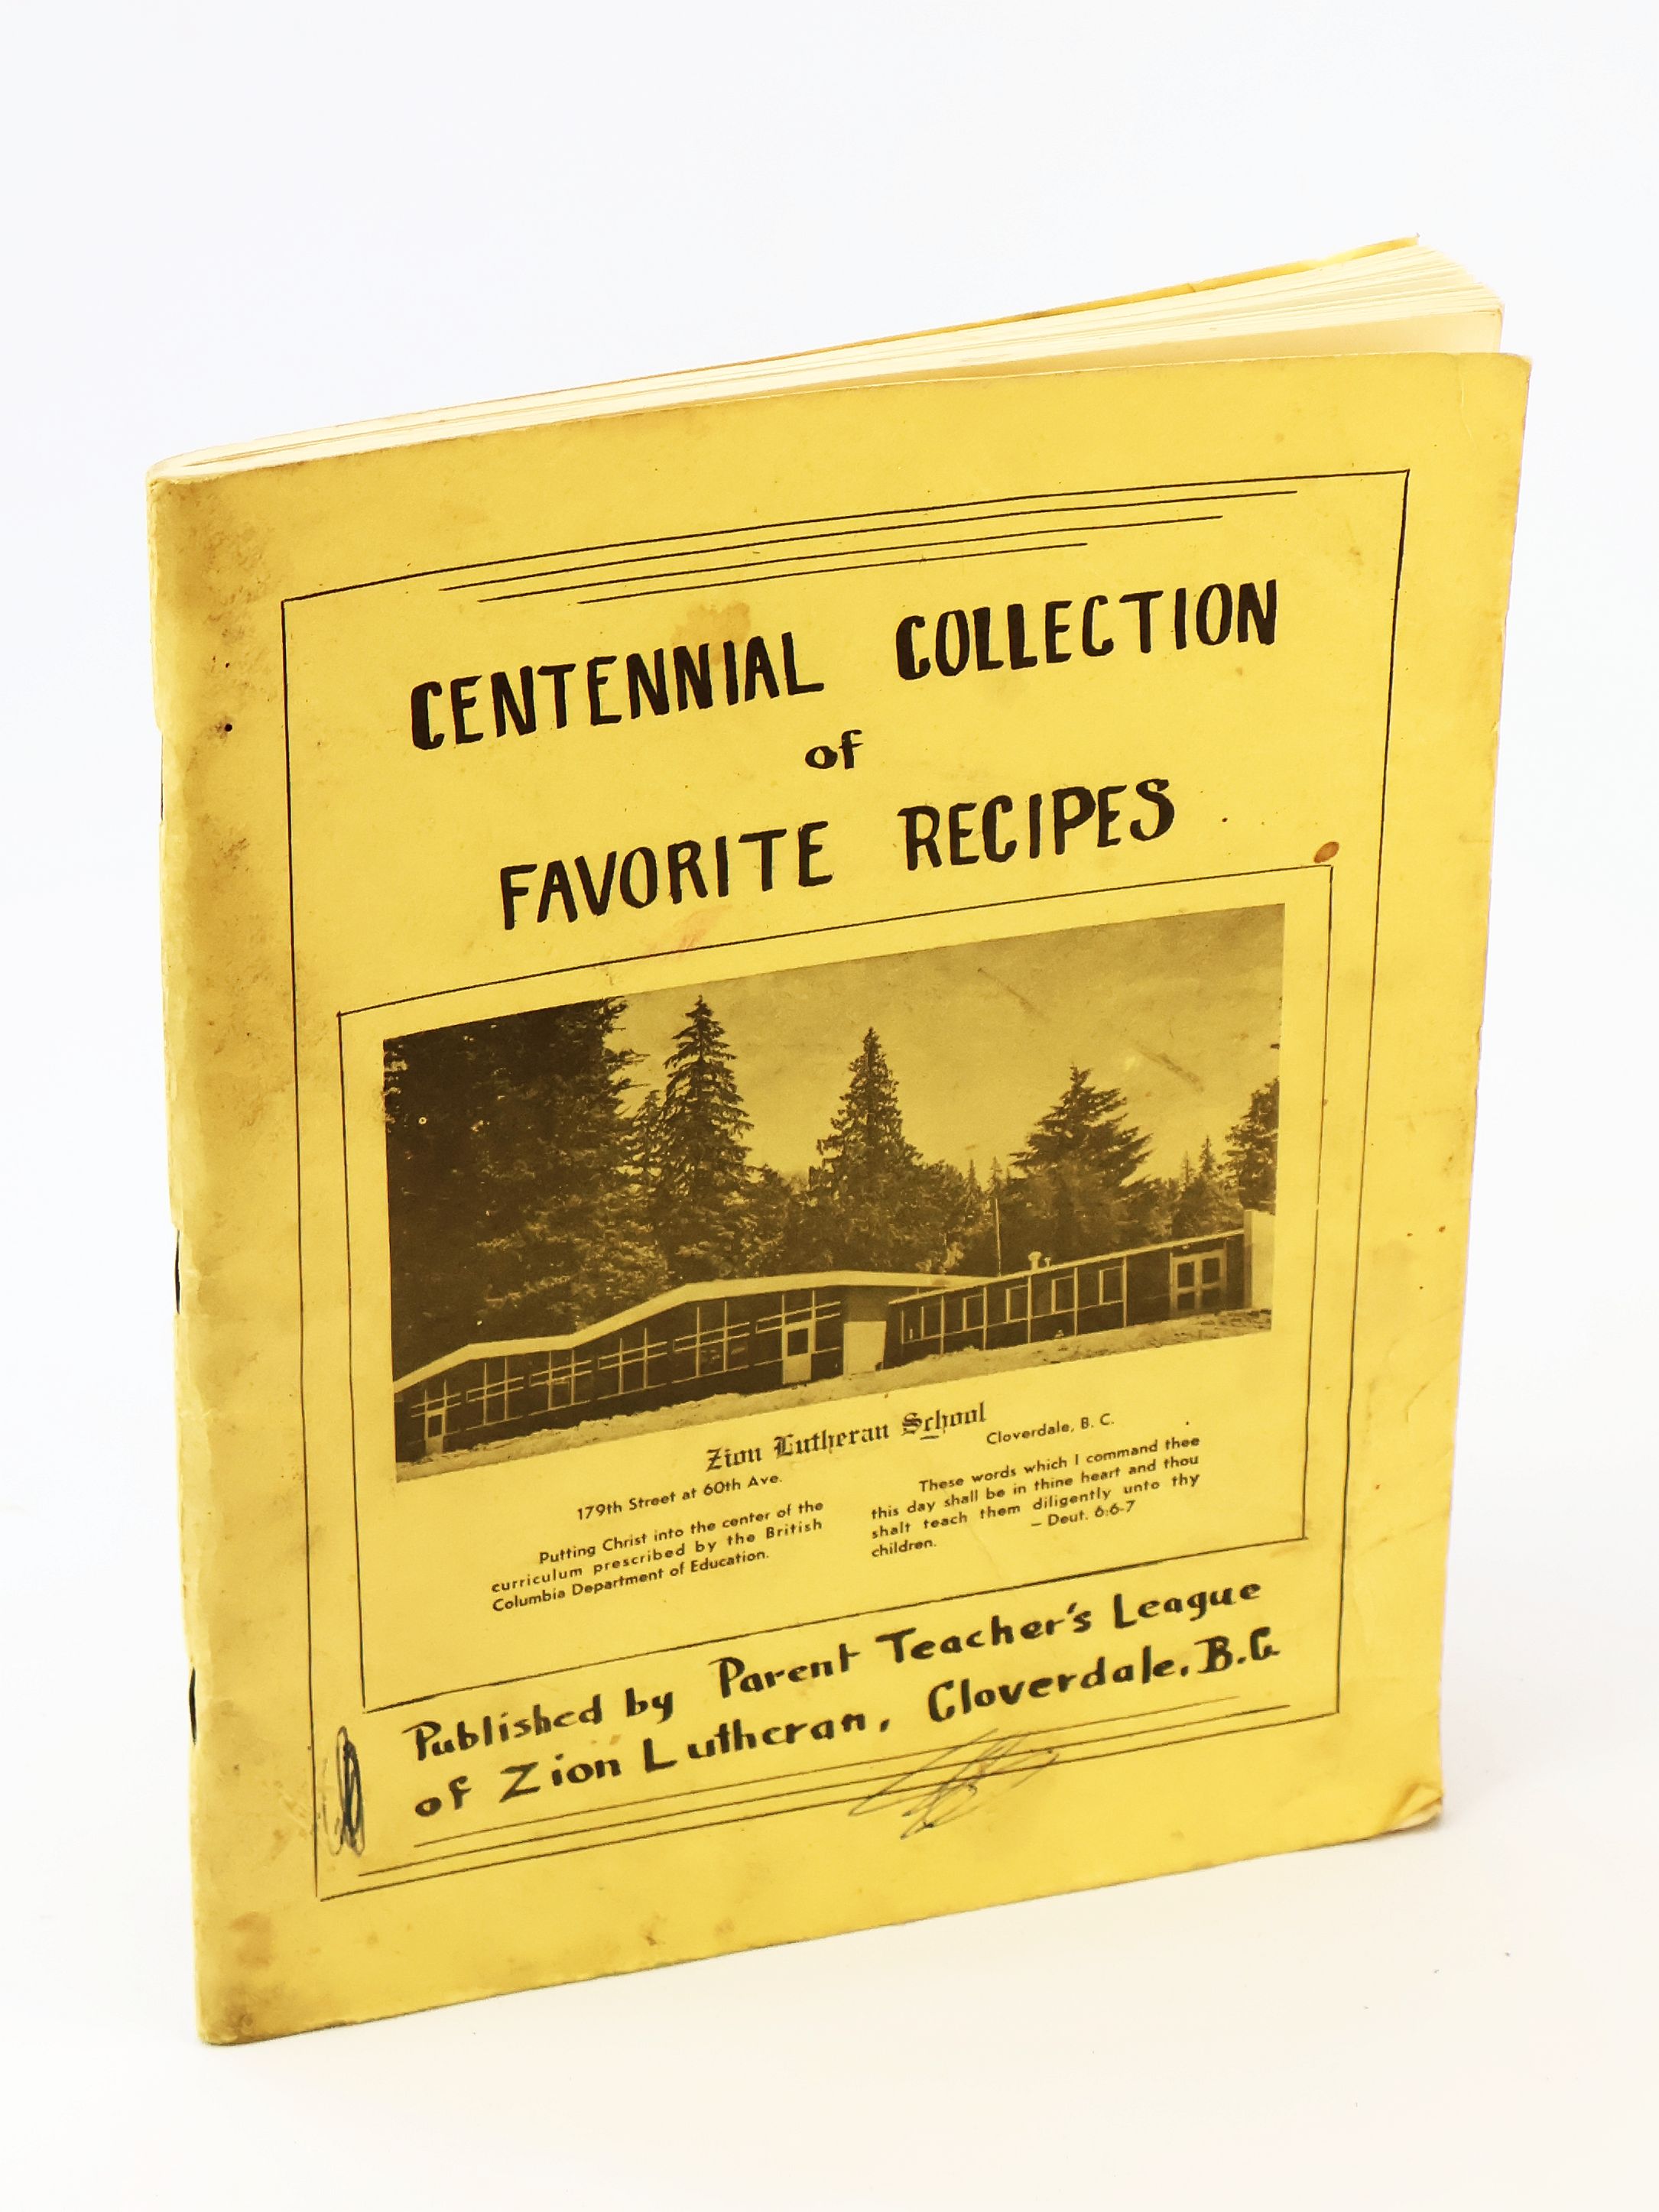 CENTENNIAL COLLECTION
of
FAVORITE RECIPES
Zion Lutheran School
179th Street at 60th Ave.
Cloverdale, B. C.
Putting Christ into the center of the
curriculum prescribed by the British
Columbia Department of Education.
These words which I command thee
this day shall be in thine heart and thou
shalt teach them diligently unto thy
children.
— Deut. 6:6-7
Published by Parent Teacher's League
of Zion Lutheran, Cloverdale, B.C